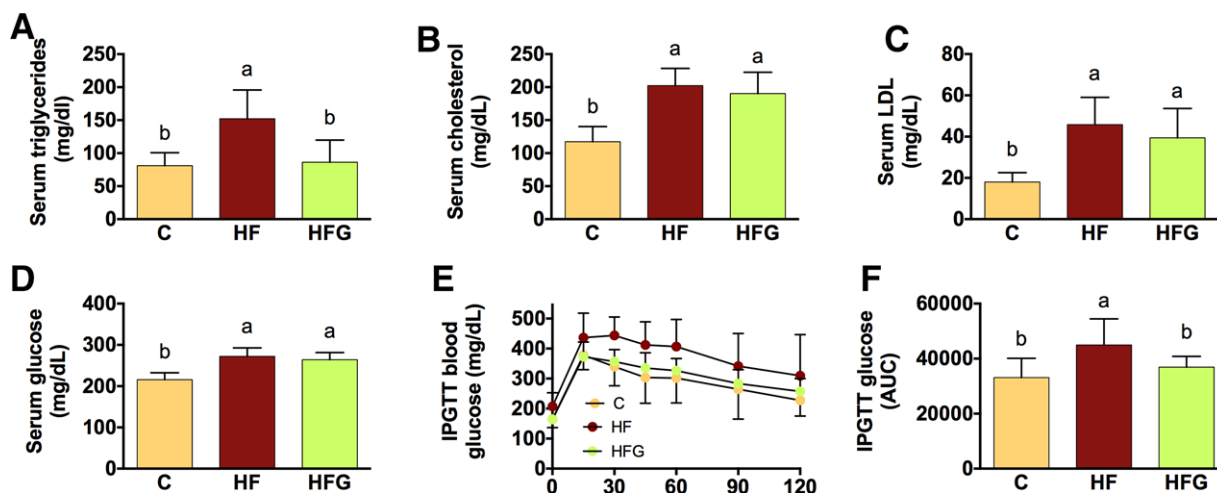 A
Serum triglycerides
(mg/dl)
250
200
150
100
50
0
b
a
b
C HF HFG
B
Serum cholesterol
(mg/dL)
250
200
150
100
50
0
b
a
a
C HF HFG
C
Serum LDL
(mg/dL)
80
60
40
20
0
b
a
a
C HF HFG
D
Serum glucose
(mg/dL)
400
300
200
100
0
b
a
a
C HF HFG
E
IPGTT blood
glucose (mg/dL)
500
400
300
200
100
0
C
HF
HFG
0 30 60 90 120
F
IPGTT glucose
(AUC)
60000
40000
20000
0
b
a
b
C HF HFG